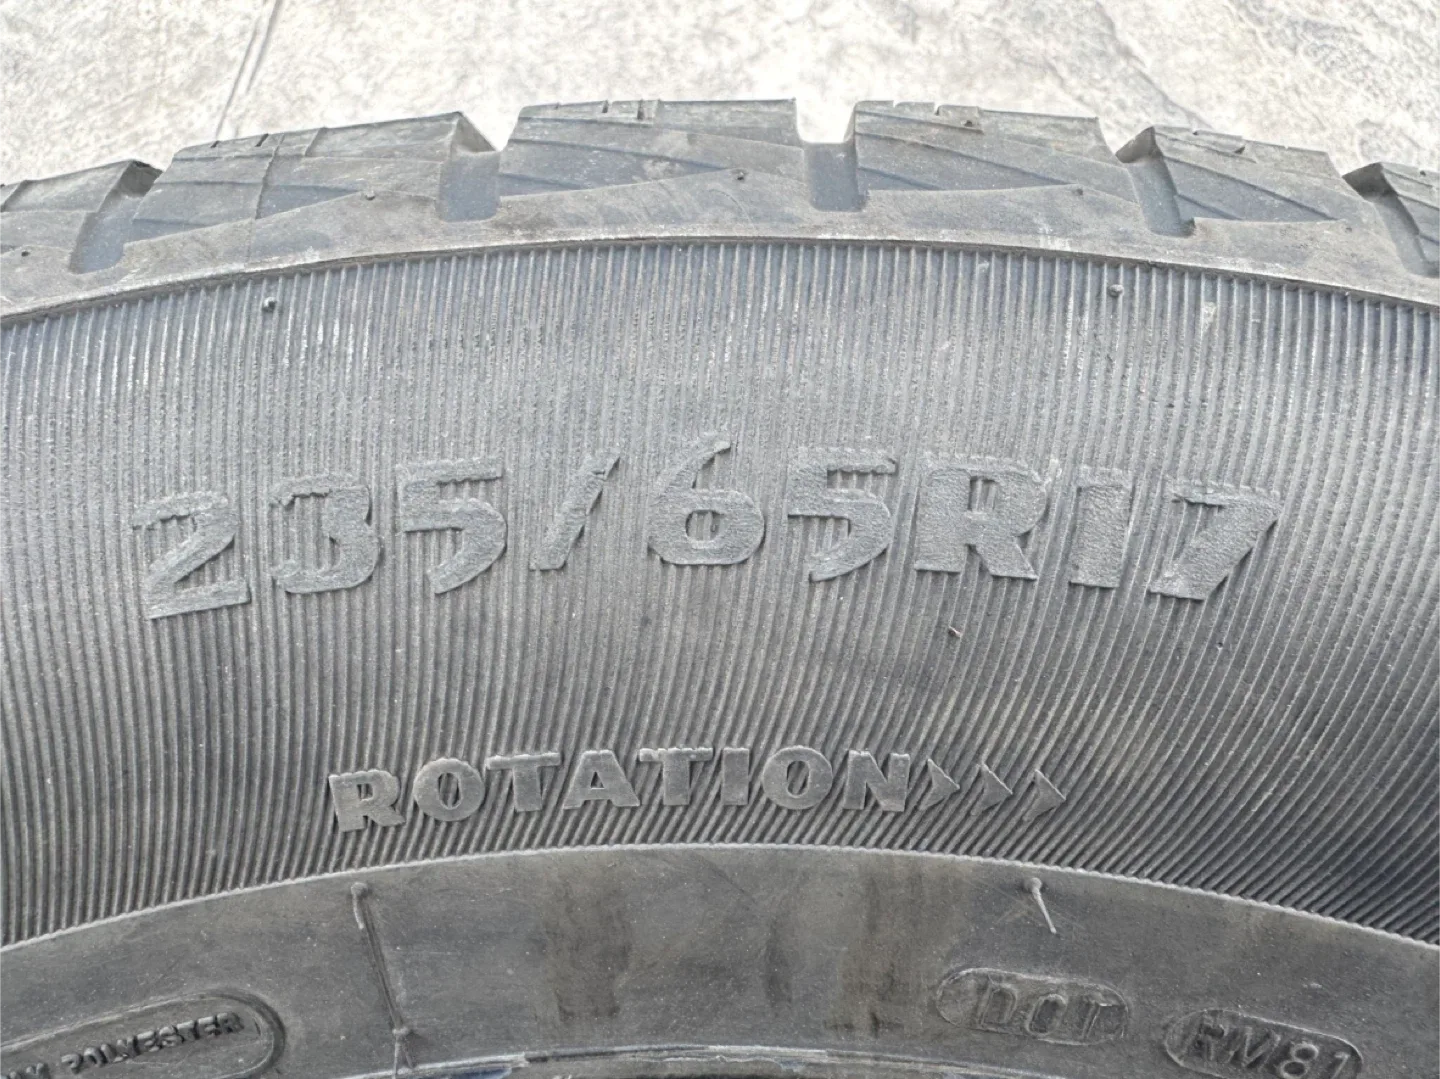 235/65R17
ROTATION>>>
POLYESTER
DOT
RM81